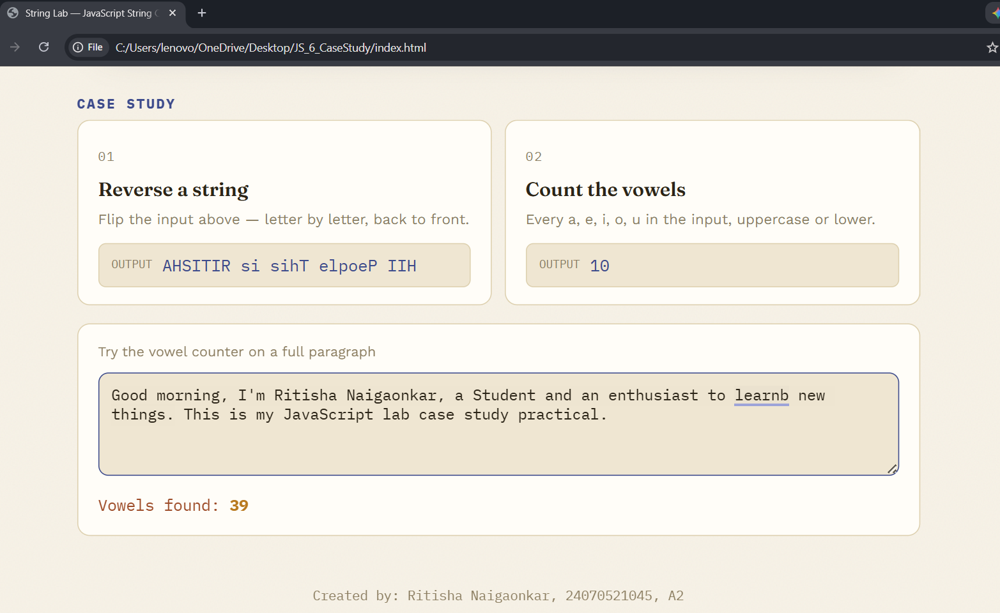 String Lab — JavaScript String
File C:/Users/lenovo/OneDrive/Desktop/JS_6_CaseStudy/index.html
CASE STUDY
01
Reverse a string
Flip the input above — letter by letter, back to front.
OUTPUT AHSITIR si sihT elpoeP IIH
02
Count the vowels
Every a, e, i, o, u in the input, uppercase or lower.
OUTPUT 10
Try the vowel counter on a full paragraph
Good morning, I'm Ritisha Naigaonkar, a Student and an enthusiast to learnb new
things. This is my JavaScript lab case study practical.
Vowels found: 39
Created by: Ritisha Naigaonkar, 24070521045, A2